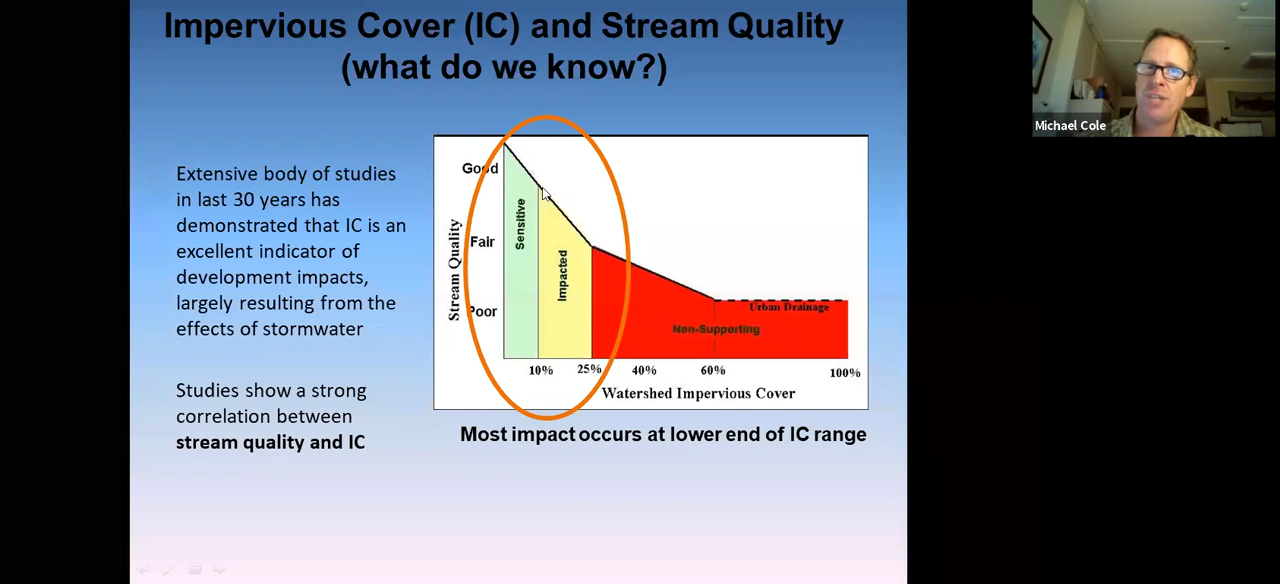 Impervious Cover (IC) and Stream Quality
(what do we know?)
Extensive body of studies
in last 30 years has
demonstrated that IC is an
excellent indicator of
development impacts,
largely resulting from the
effects of stormwater
Studies show a strong
correlation between
stream quality and IC
Stream Quality
Good
Fair
Poor
Sensitive
Impacted
Urban Drainage
Non-Supporting
10% 25% 40% 60% 100%
Watershed Impervious Cover
Most impact occurs at lower end of IC range
Michael Cole